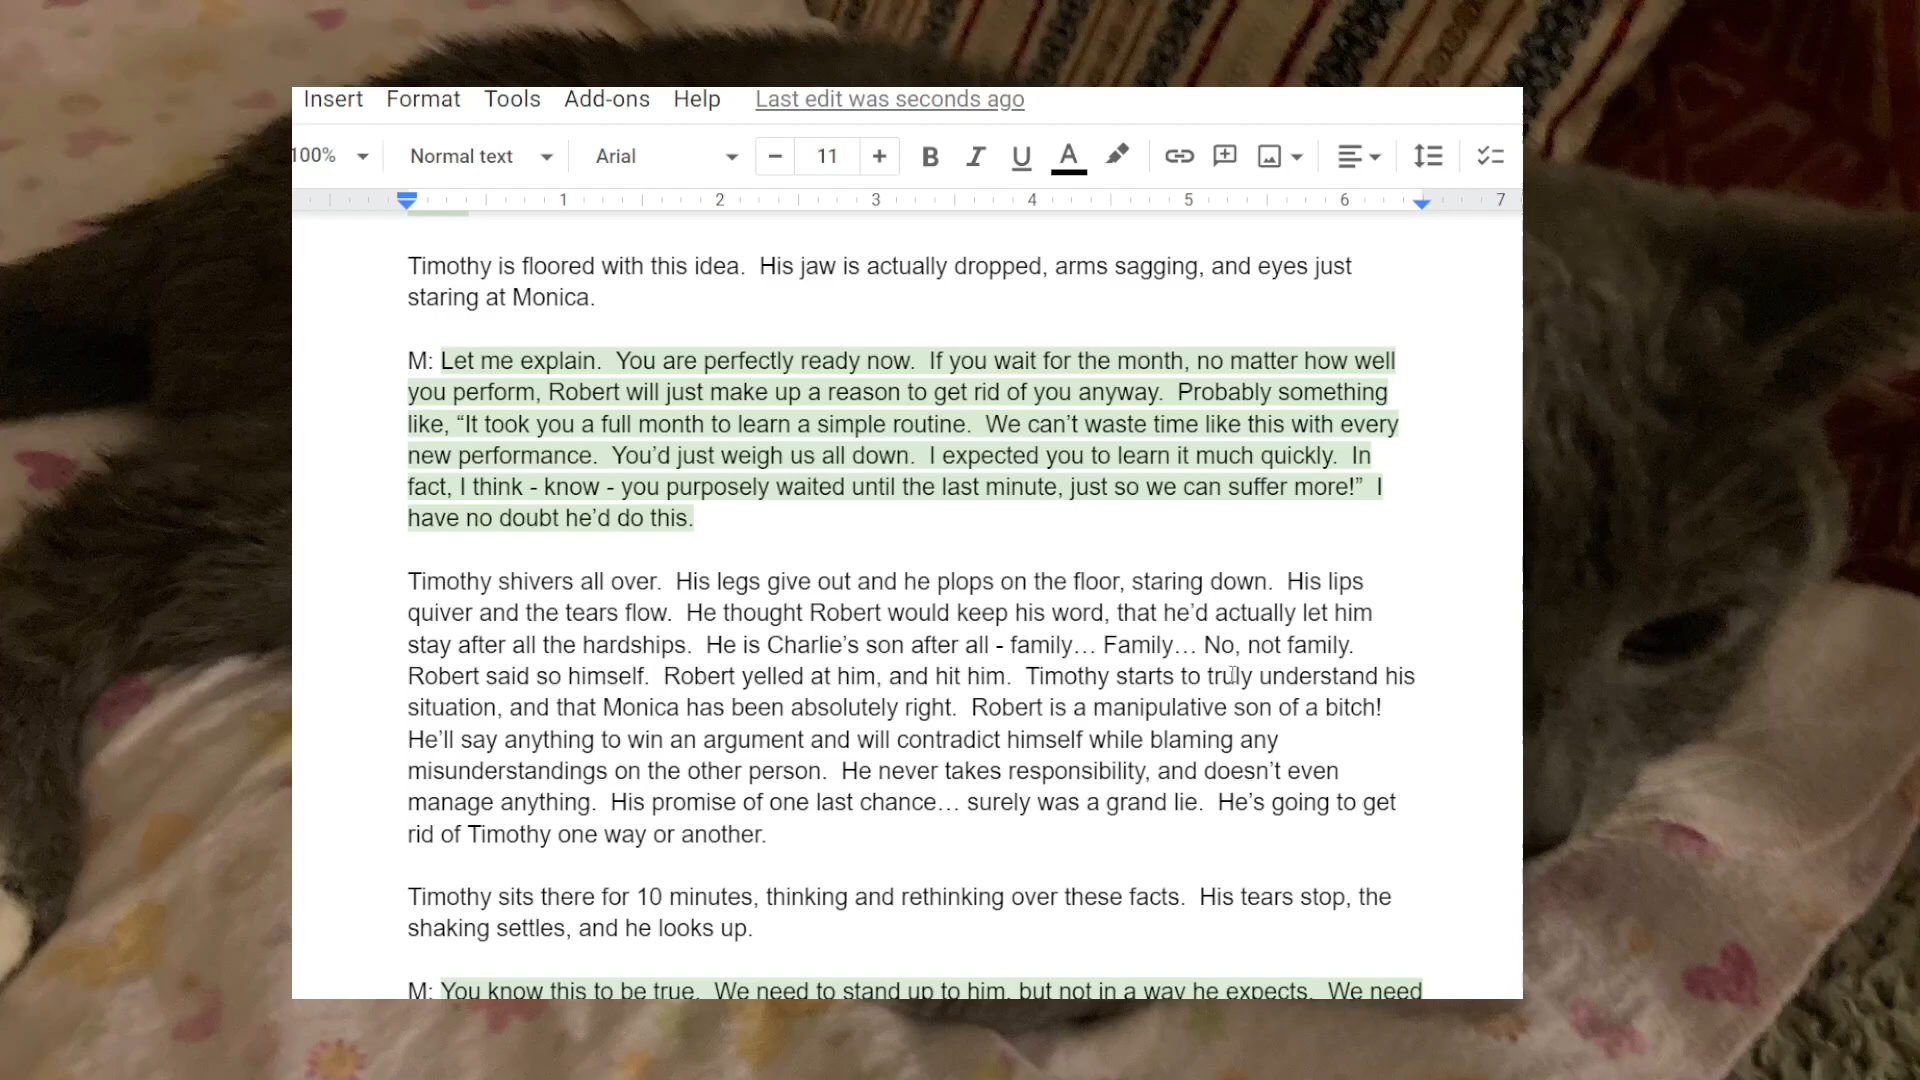 Insert Format Tools Add-ons Help Last edit was seconds ago
100% Normal text Arial 11
1 2 3 4 5 6 7
Timothy is floored with this idea.  His jaw is actually dropped, arms sagging, and eyes just
staring at Monica.
M: Let me explain.  You are perfectly ready now.  If you wait for the month, no matter how well
you perform, Robert will just make up a reason to get rid of you anyway.  Probably something
like, “It took you a full month to learn a simple routine.  We can’t waste time like this with every
new performance.  You’d just weigh us all down.  I expected you to learn it much quickly.  In
fact, I think - know - you purposely waited until the last minute, just so we can suffer more!”  I
have no doubt he’d do this.
Timothy shivers all over.  His legs give out and he plops on the floor, staring down.  His lips
quiver and the tears flow.  He thought Robert would keep his word, that he’d actually let him
stay after all the hardships.  He is Charlie’s son after all - family… Family… No, not family.
Robert said so himself.  Robert yelled at him, and hit him.  Timothy starts to truly understand his
situation, and that Monica has been absolutely right.  Robert is a manipulative son of a bitch!
He’ll say anything to win an argument and will contradict himself while blaming any
misunderstandings on the other person.  He never takes responsibility, and doesn’t even
manage anything.  His promise of one last chance… surely was a grand lie.  He’s going to get
rid of Timothy one way or another.
Timothy sits there for 10 minutes, thinking and rethinking over these facts.  His tears stop, the
shaking settles, and he looks up.
M: You know this to be true.  We need to stand up to him, but not in a way he expects.  We need